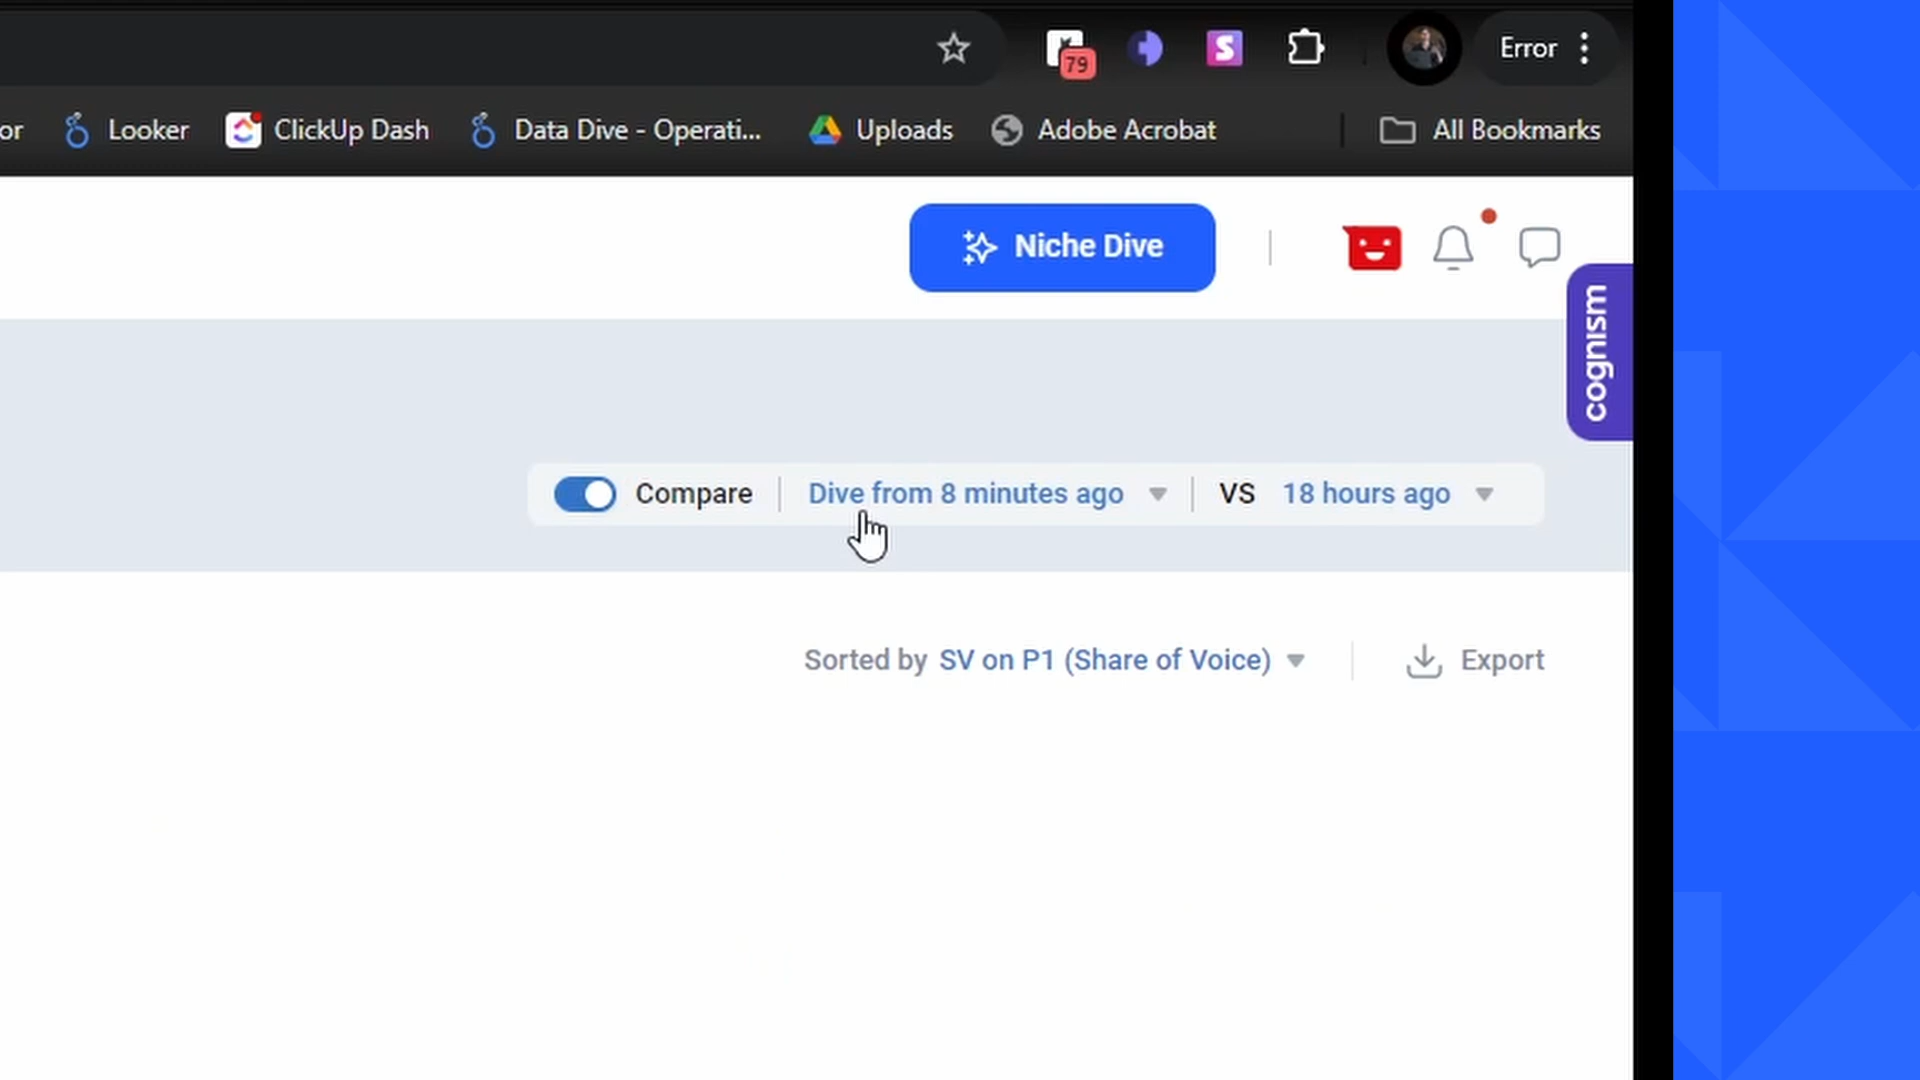 79
S
Error
or
Looker
ClickUp Dash
Data Dive - Operati...
Uploads
Adobe Acrobat
All Bookmarks
Niche Dive
cognism
Compare
Dive from 8 minutes ago
VS
18 hours ago
Sorted by SV on P1 (Share of Voice)
Export